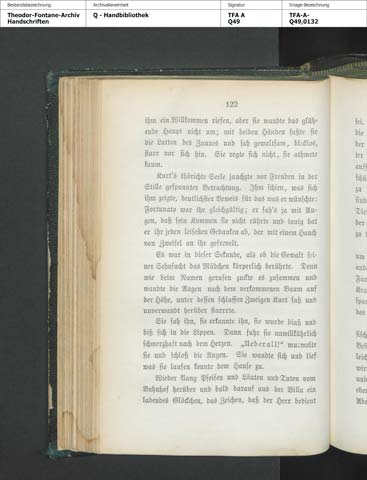 Bestandsbezeichnung
Archivalieneinheit
Signatur
Image-Bezeichnung
Theodor-Fontane-Archiv
Handschriften
Q - Handbibliothek
TFA A
Q49
TFA-A-
Q49,0132
122
ihm ein Willkommen riefen, aber sie wandte das glüh-
ende Haupt nicht um; mit beiden Händen faßte sie
die Latten des Zaunes und sah gewaltsam, blicklos,
starr vor sich hin. Sie regte sich nicht, sie athmete
kaum.
Kurt's thörichte Seele jauchzte vor Freuden in der
Stille gespannter Betrachtung. Ihm schien, was sich
ihm zeigte, deutlichster Beweis für das was er wünschte:
Fortunato war ihr gleichgültig; er sah's ja mit Au-
gen, daß sein Kommen sie nicht rührte und innig bat
er ihr jeden leisesten Gedanken ab, der mit einem Hauch
von Zweifel an ihr gefrevelt.
Es war in dieser Sekunde, als ob die Gewalt sei-
ner Sehnsucht das Mädchen körperlich berührte. Denn
wie beim Namen gerufen zuckte es zusammen und
wandte die Augen nach dem verkommenen Baum auf
der Höhe, unter dessen schlaffen Zweigen Kurt saß und
unverwandt herüber starrte.
Sie sah ihn, sie erkannte ihn, sie wurde blaß und
biß sich in die Lippen. Dann fuhr sie unwillkührlich
schmerzhaft nach dem Herzen. „Ueberall!“ murmelte
sie und schloß die Augen. Sie wandte sich und lief
was sie laufen konnte dem Hause zu.
Wieder klang Pfeifen und Läuten und Tuten vom
Bahnhof herüber und bald darauf aus der Villa ein
ladendes Glöckchen, das Zeichen, daß der Herr bedient